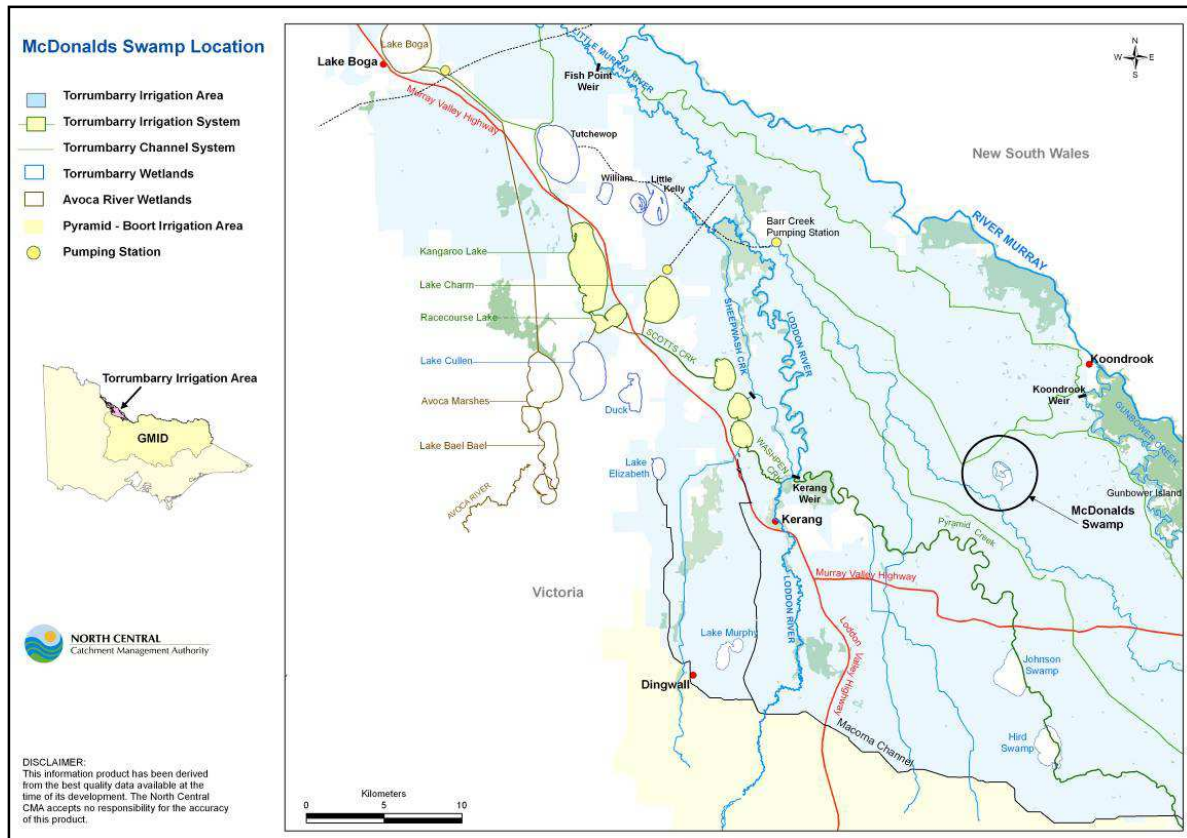 McDonalds Swamp Location
Torrumbarry Irrigation Area
Torrumbarry Irrigation System
Torrumbarry Channel System
Torrumbarry Wetlands
Avoca River Wetlands
Pyramid - Boort Irrigation Area
Pumping Station
Torrumbarry
Irrigation Area
GMID
NORTH CENTRAL
Catchment Management Authority
DISCLAIMER:
This information product has been derived
from the best quality data available at the
time of its development. The North Central
CMA accepts no responsibility for the accuracy
of this product.
Lake Boga
Lake Boga
LITTLE MURRAY RIVER
Fish Point
Weir
Murray Valley Highway
N
W
E
S
Tutchewop
William
Little
Kelly
New South Wales
Barr Creek
Pumping Station
RIVER MURRAY
Kangaroo Lake
Lake Charm
Racecourse Lake
SCOTTS CRK
SHEEPWASH CRK
LODDON RIVER
Lake Cullen
Duck
Avoca Marshes
Lake Bael Bael
AVOCA RIVER
Koondrook
Koondrook
Weir
GUNBOWER CREEK
Gunbower Island
McDonalds
Swamp
Lake
Elizabeth
WASHPEN
CRK
Kerang
Weir
Kerang
Pyramid Creek
Murray Valley Highway
Victoria
LODDON RIVER
Loddon Valley Highway
Lake Murphy
Dingwall
Johnson
Swamp
Hird
Swamp
Macorna Channel
Kilometers
0
5
10